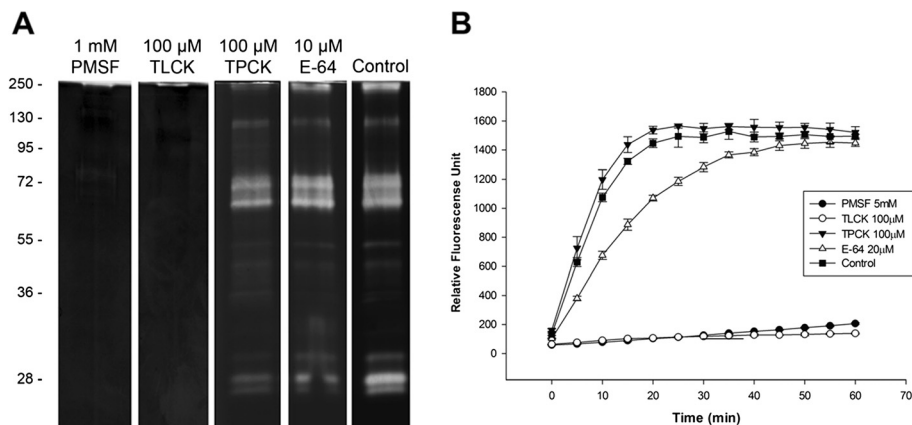 A
1 mM PMSF
100 µM TLCK
100 µM TPCK
10 µM E-64
Control
250 -
130 -
95 -
72 -
55 -
36 -
28 -
B
Relative Fluorescense Unit
1800
1600
1400
1200
1000
800
600
400
200
0
0 10 20 30 40 50 60 70
Time (min)
PMSF 5mM
TLCK 100µM
TPCK 100µM
E-64 20µM
Control